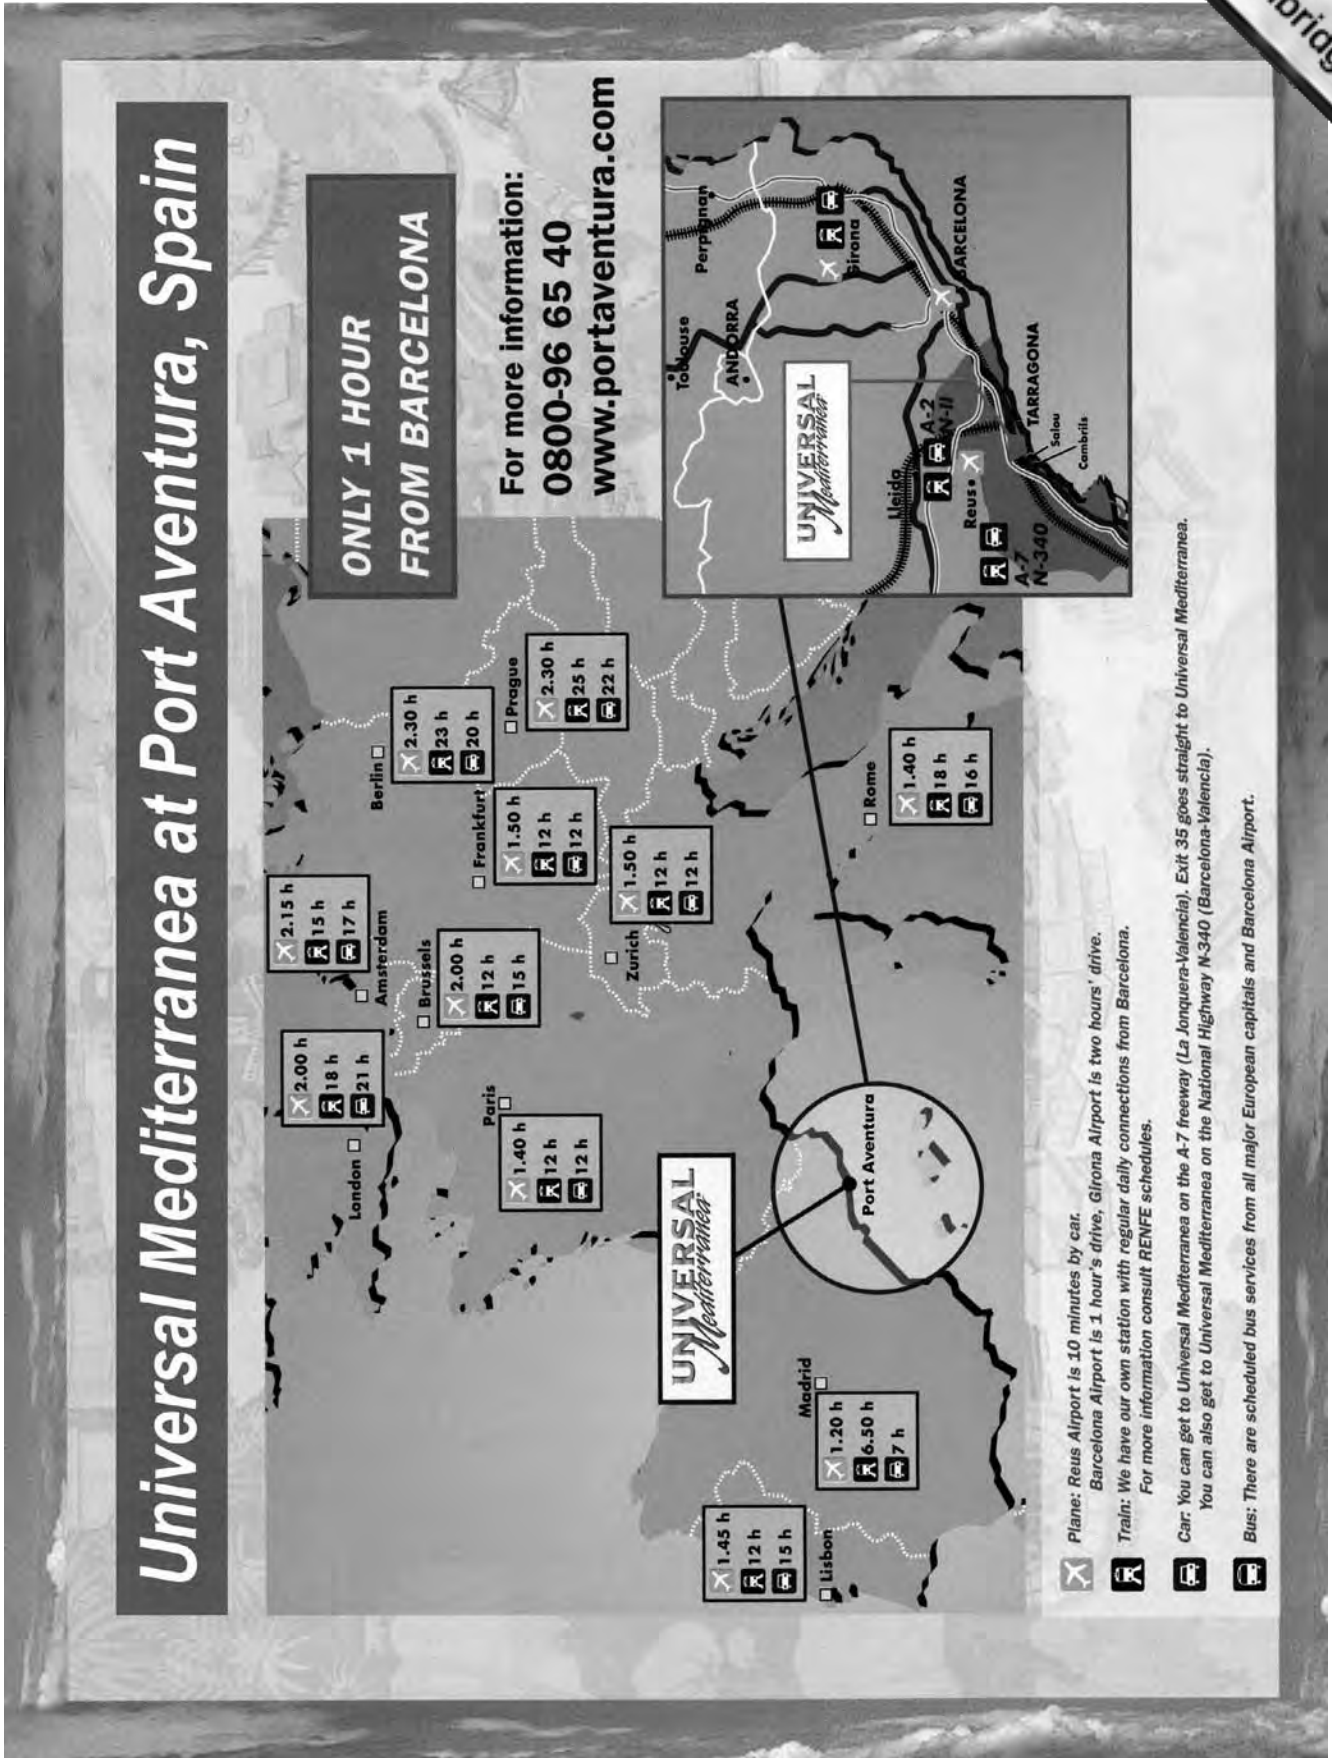 Universal Mediterranea at Port Aventura, Spain
ONLY 1 HOUR
FROM BARCELONA
For more information:
0800-96 65 40
www.portaventura.com
London
2.00 h
18 h
21 h
Amsterdam
2.15 h
15 h
17 h
Brussels
2.00 h
12 h
15 h
Berlin
2.30 h
23 h
20 h
Frankfurt
1.50 h
12 h
12 h
Prague
2.30 h
25 h
22 h
Paris
1.40 h
12 h
12 h
Zurich
1.50 h
12 h
12 h
UNIVERSAL
Mediterranea
Port Aventura
Rome
1.40 h
18 h
16 h
Madrid
1.20 h
6.50 h
7 h
Lisbon
1.45 h
12 h
15 h
Toulouse
Perpignan
ANDORRA
UNIVERSAL
Mediterranea
Girona
Lleida
A-2
N-II
BARCELONA
Reus
A-7
N-340
TARRAGONA
Salou
Cambrils
Plane: Reus Airport is 10 minutes by car.
Barcelona Airport is 1 hour's drive, Girona Airport is two hours' drive.
Train: We have our own station with regular daily connections from Barcelona.
For more information consult RENFE schedules.
Car: You can get to Universal Mediterranea on the A-7 freeway (La Jonquera-Valencia). Exit 35 goes straight to Universal Mediterranea.
You can also get to Universal Mediterranea on the National Highway N-340 (Barcelona-Valencia).
Bus: There are scheduled bus services from all major European capitals and Barcelona Airport.